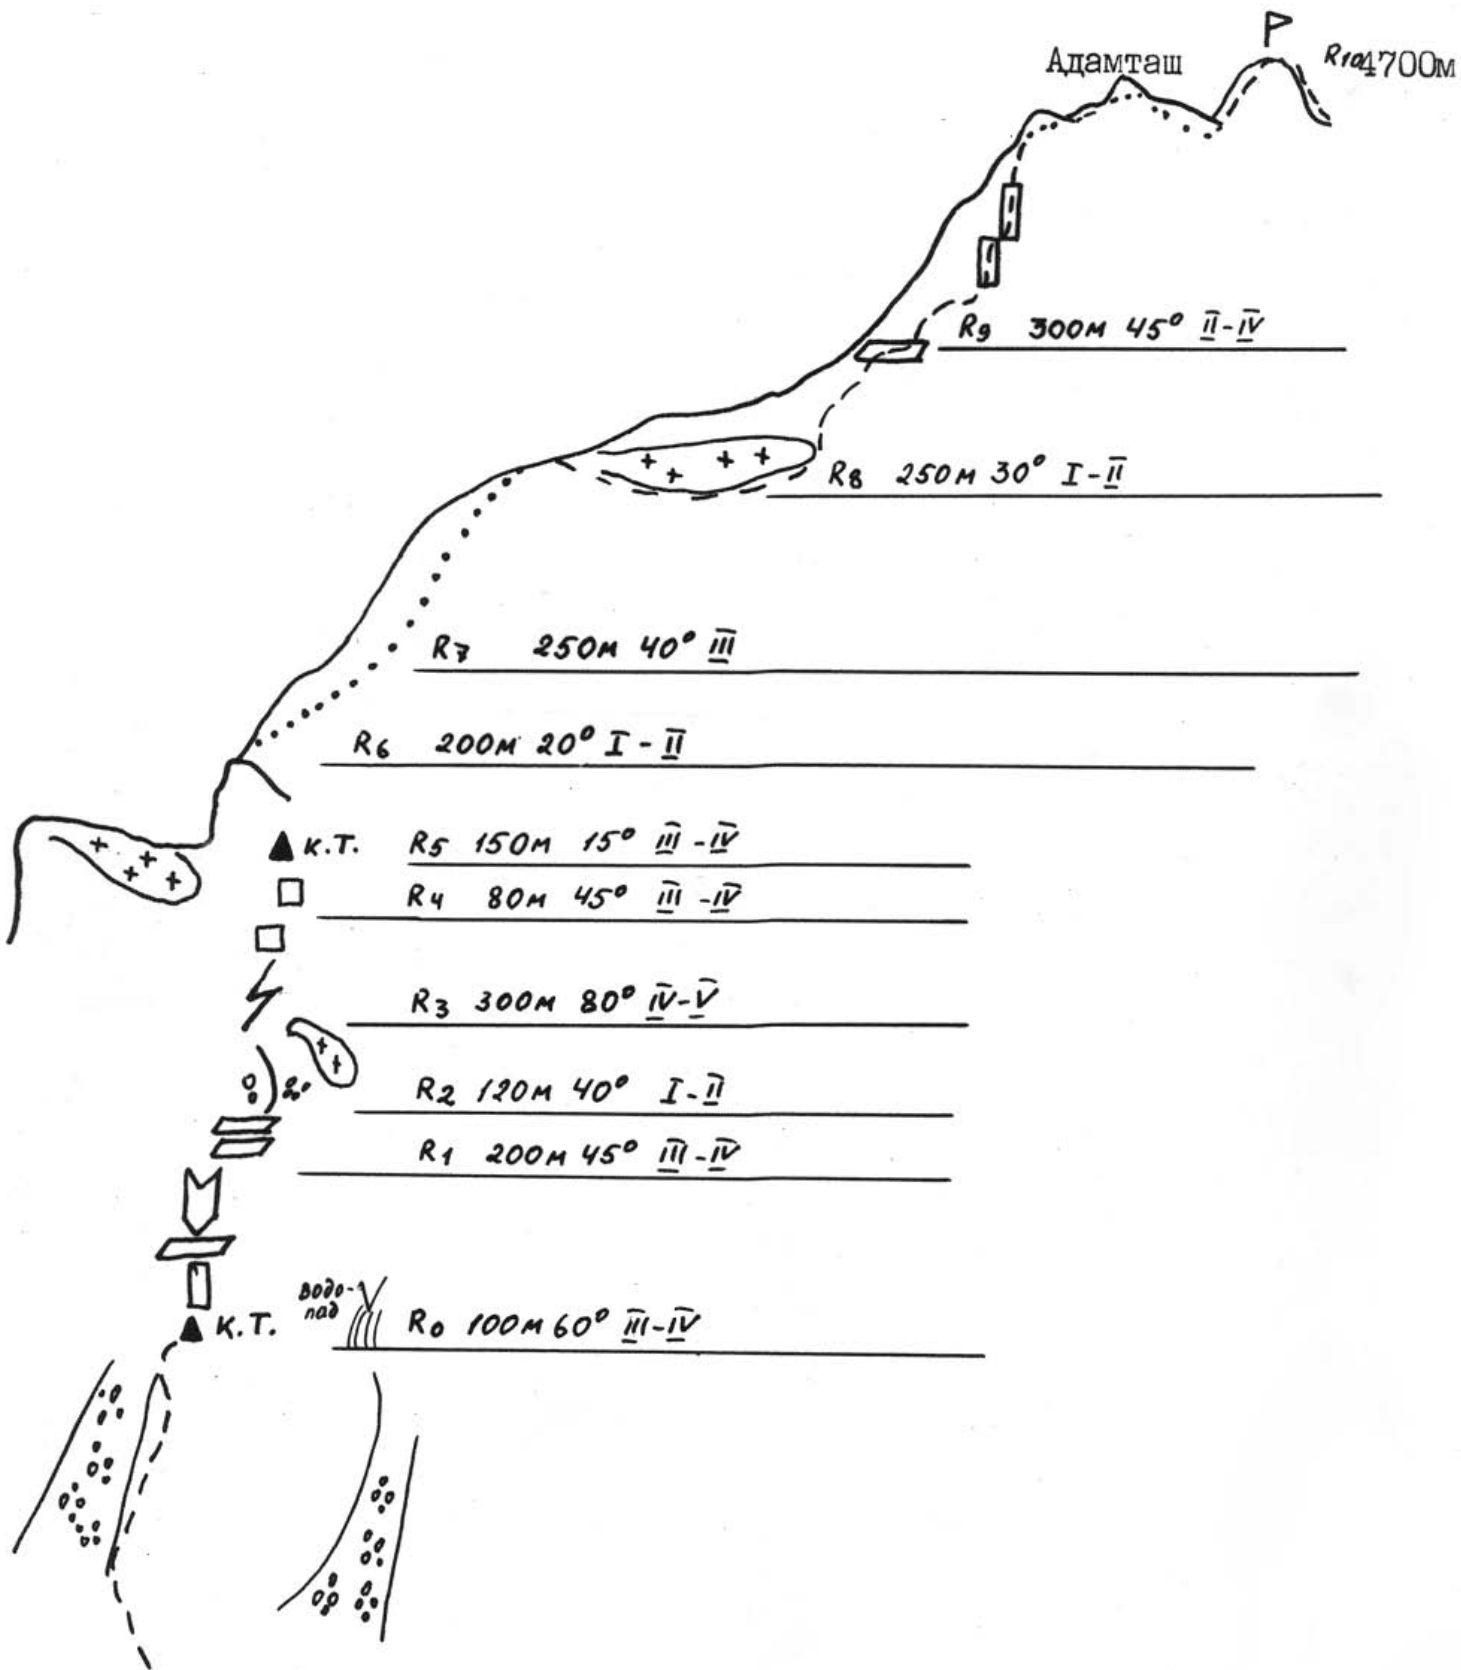 Адамташ
R10 4700м
R9 300м 45° II-IV
R8 250м 30° I-II
R7 250м 40° III
R6 200м 20° I-II
К.Т. R5 150м 15° III-IV
R4 80м 45° III-IV
R3 300м 80° IV-V
R2 120м 40° I-II
R1 200м 45° III-IV
Водо-
пад
К.Т. R0 100м 60° III-IV